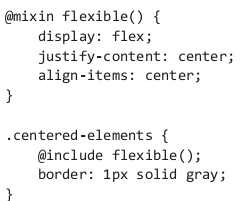 @mixin flexible() {
    display: flex;
    justify-content: center;
    align-items: center;
}

.centered-elements {
    @include flexible();
    border: 1px solid gray;
}